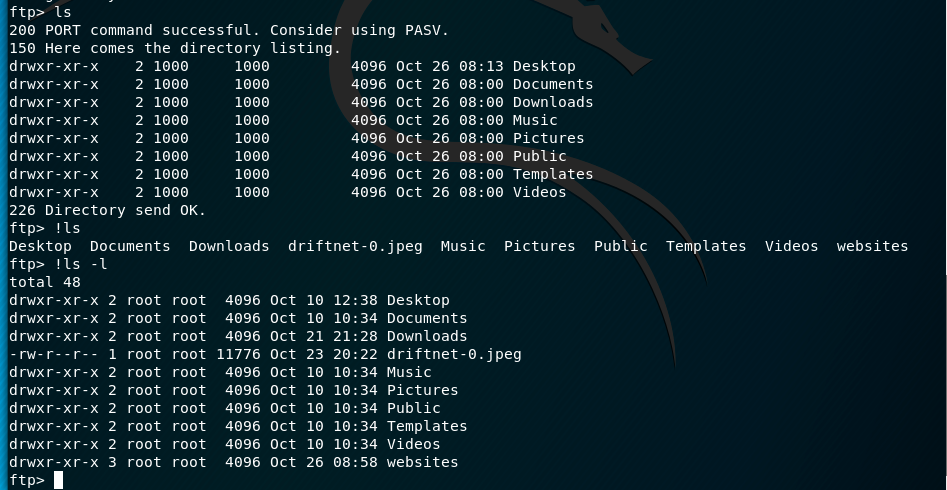 ftp> ls
200 PORT command successful. Consider using PASV.
150 Here comes the directory listing.
drwxr-xr-x    2 1000     1000         4096 Oct 26 08:13 Desktop
drwxr-xr-x    2 1000     1000         4096 Oct 26 08:00 Documents
drwxr-xr-x    2 1000     1000         4096 Oct 26 08:00 Downloads
drwxr-xr-x    2 1000     1000         4096 Oct 26 08:00 Music
drwxr-xr-x    2 1000     1000         4096 Oct 26 08:00 Pictures
drwxr-xr-x    2 1000     1000         4096 Oct 26 08:00 Public
drwxr-xr-x    2 1000     1000         4096 Oct 26 08:00 Templates
drwxr-xr-x    2 1000     1000         4096 Oct 26 08:00 Videos
226 Directory send OK.
ftp> !ls
Desktop  Documents  Downloads  driftnet-0.jpeg  Music  Pictures  Public  Templates  Videos  websites
ftp> !ls -l
total 48
drwxr-xr-x 2 root root  4096 Oct 10 12:38 Desktop
drwxr-xr-x 2 root root  4096 Oct 10 10:34 Documents
drwxr-xr-x 2 root root  4096 Oct 21 21:28 Downloads
-rw-r--r-- 1 root root 11776 Oct 23 20:22 driftnet-0.jpeg
drwxr-xr-x 2 root root  4096 Oct 10 10:34 Music
drwxr-xr-x 2 root root  4096 Oct 10 10:34 Pictures
drwxr-xr-x 2 root root  4096 Oct 10 10:34 Public
drwxr-xr-x 2 root root  4096 Oct 10 10:34 Templates
drwxr-xr-x 2 root root  4096 Oct 10 10:34 Videos
drwxr-xr-x 3 root root  4096 Oct 26 08:58 websites
ftp>